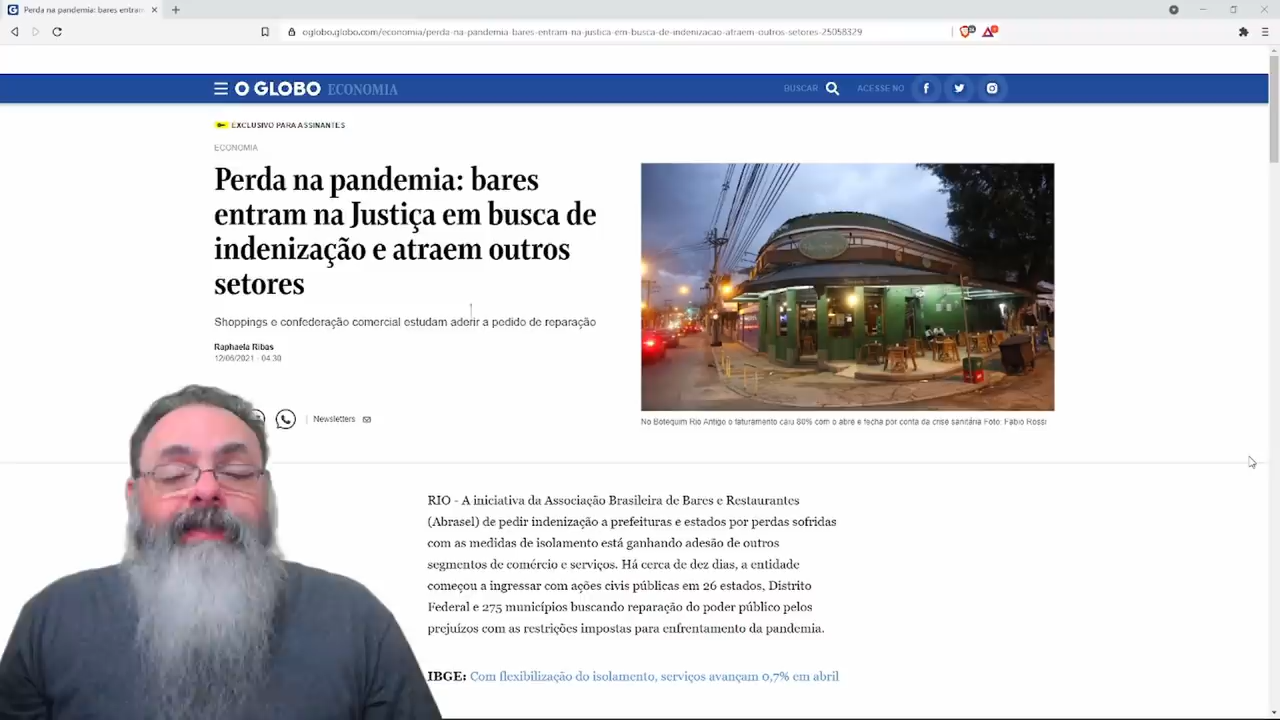 Perda na pandemia: bares entram
oglobo.globo.com/economia/perda-na-pandemia-bares-entram-na-justica-em-busca-de-indenizacao-atraem-outros-setores-25058329
O GLOBO ECONOMIA
BUSCAR
ACESSE NO
EXCLUSIVO PARA ASSINANTES
ECONOMIA
Perda na pandemia: bares
entram na Justiça em busca de
indenização e atraem outros
setores
Shoppings e confederação comercial estudam aderir a pedido de reparação
Raphaela Ribas
12/06/2021 - 04:30
Newsletters
No Botequim Rio Antigo o faturamento caiu 80% com o abre e fecha por conta da crise sanitária Foto: Fabio Rossi
RIO - A iniciativa da Associação Brasileira de Bares e Restaurantes
(Abrasel) de pedir indenização a prefeituras e estados por perdas sofridas
com as medidas de isolamento está ganhando adesão de outros
segmentos de comércio e serviços. Há cerca de dez dias, a entidade
começou a ingressar com ações civis públicas em 26 estados, Distrito
Federal e 275 municípios buscando reparação do poder público pelos
prejuízos com as restrições impostas para enfrentamento da pandemia.
IBGE: Com flexibilização do isolamento, serviços avançam 0,7% em abril